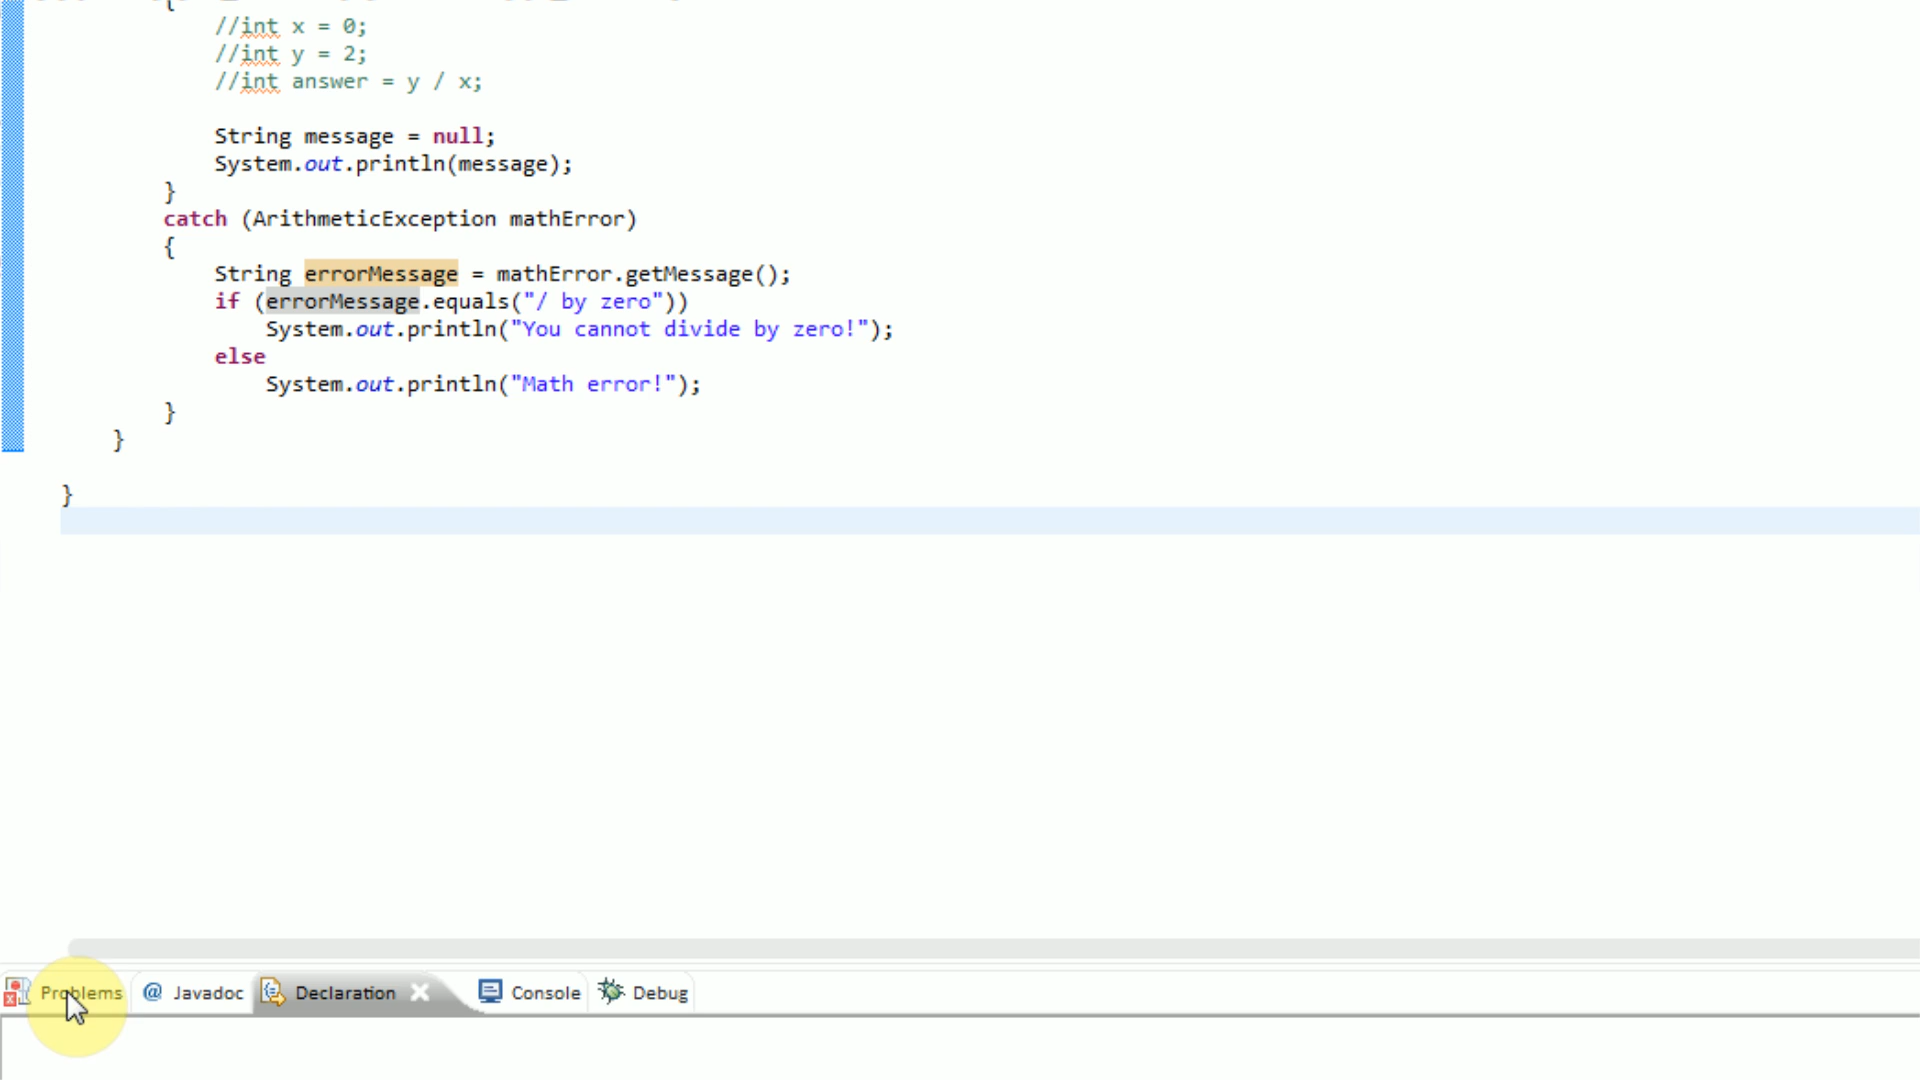 {
//int x = 0;
//int y = 2;
//int answer = y / x;
String message = null;
System.out.println(message);
}
catch (ArithmeticException mathError)
{
String errorMessage = mathError.getMessage();
if (errorMessage.equals("/ by zero"))
System.out.println("You cannot divide by zero!");
else
System.out.println("Math error!");
}
}
}
Problems @ Javadoc Declaration Console Debug